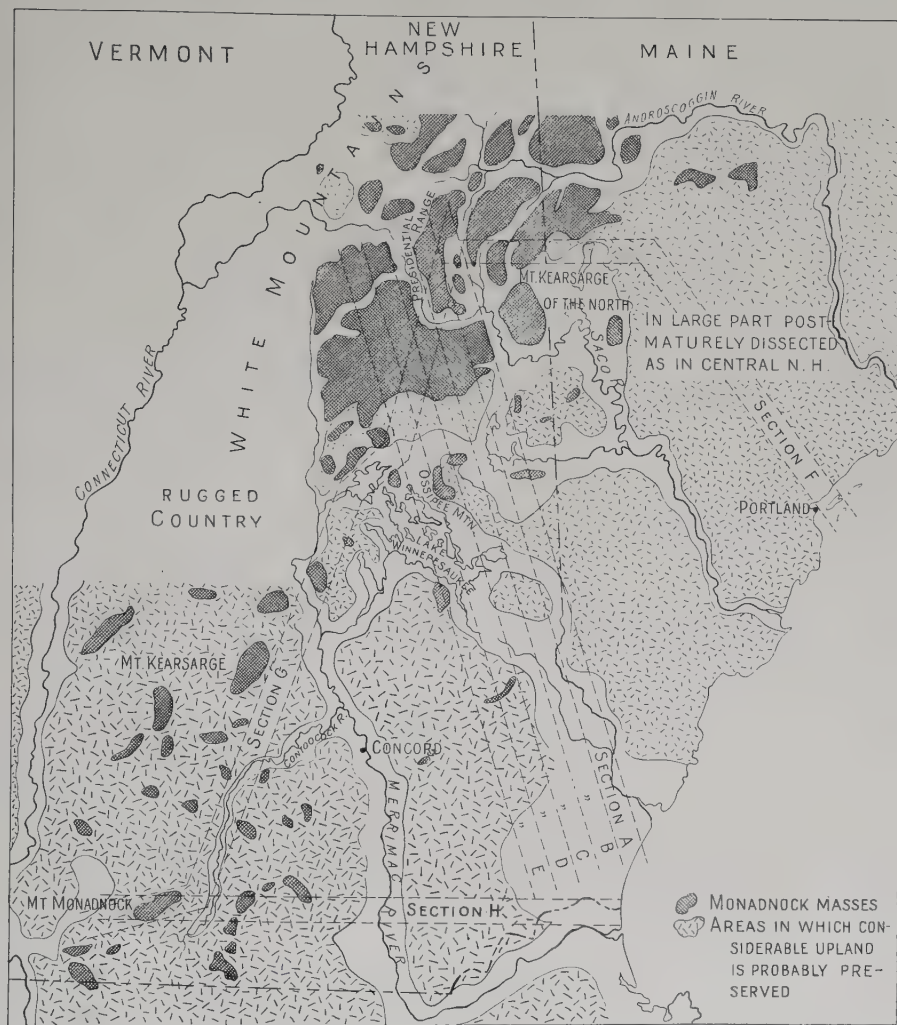 VERMONT
NEW
HAMPSHIRE
MAINE
WHITE MOUNTAINS
ANDROSCOGGIN RIVER
PRESIDENTIAL
RANGE
MT. KEARSARGE
OF THE NORTH
SACO R.
IN LARGE PART POST-
MATURELY DISSECTED
AS IN CENTRAL N.H.
SECTION F
CONNECTICUT RIVER
RUGGED
COUNTRY
OSSIPEE MTN.
LAKE
WINNEPESAUKEE
PORTLAND
MT. KEARSARGE
SECTION G
CONTOOCOOK R.
CONCORD
MERRIMAC RIVER
SECTION A
" B
" C
" D
" E
MT MONADNOCK
SECTION H
MONADNOCK MASSES
AREAS IN WHICH CON-
SIDERABLE UPLAND
IS PROBABLY PRE-
SERVED